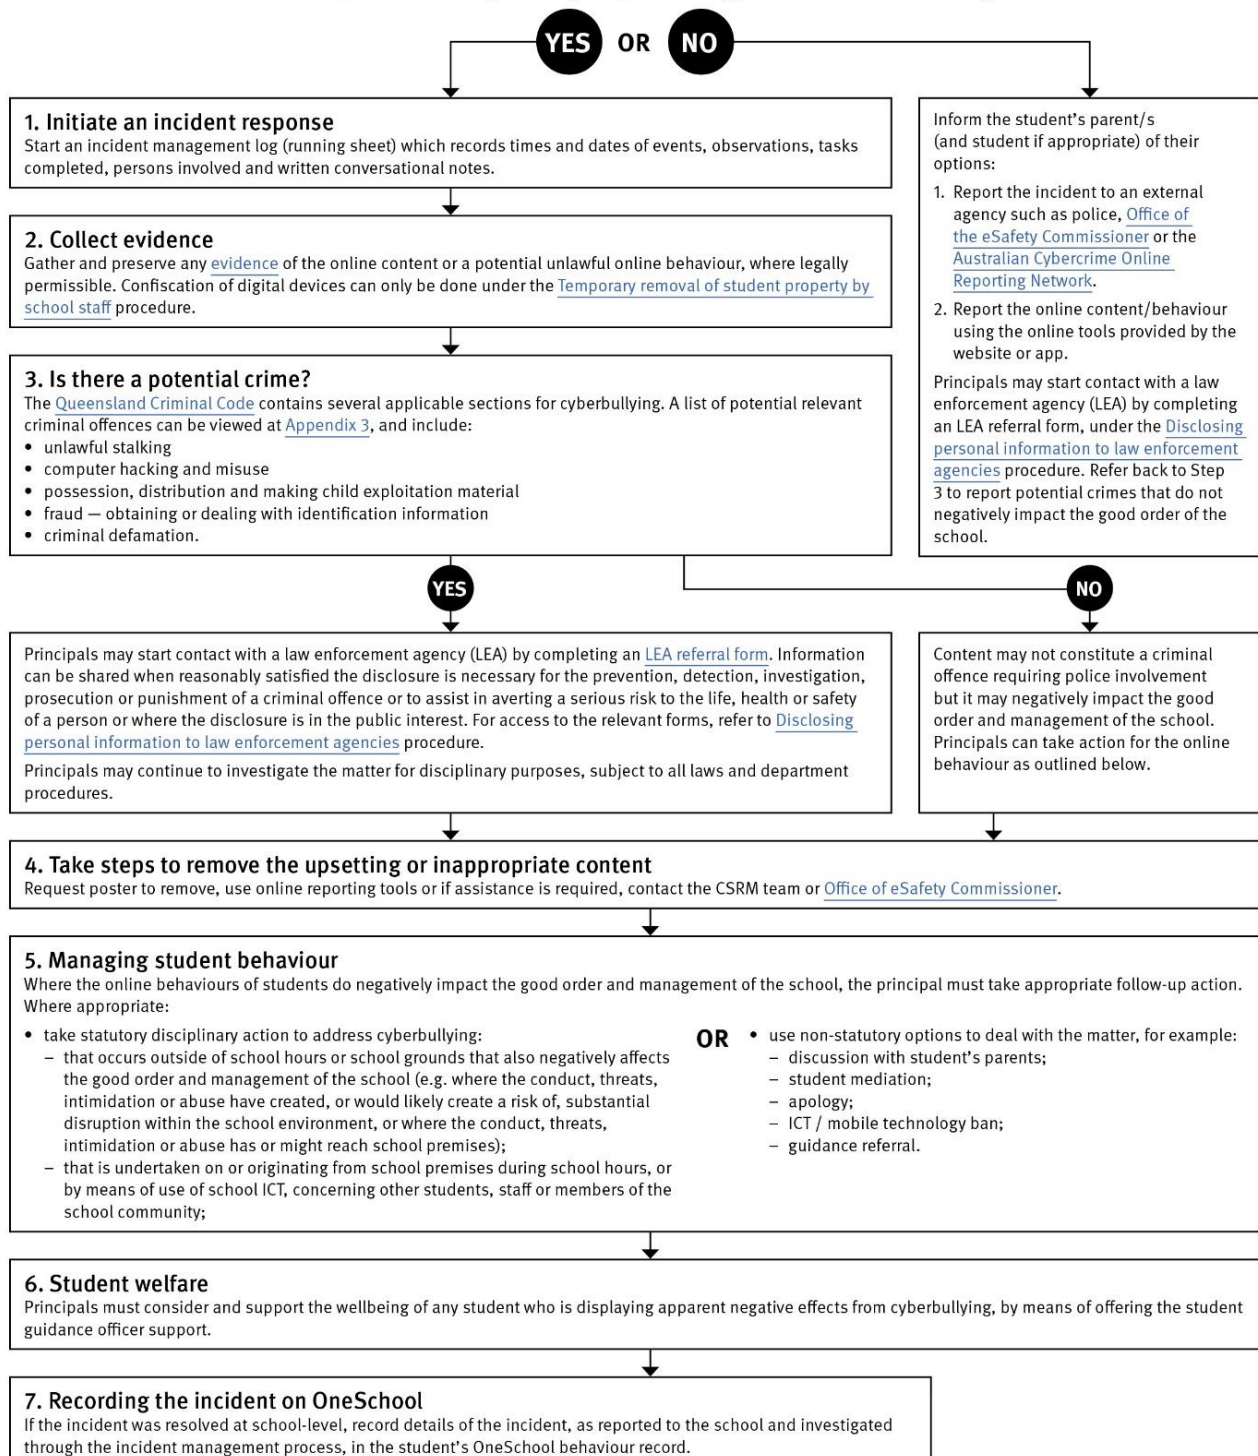 YES OR NO
1. Initiate an incident response
Start an incident management log (running sheet) which records times and dates of events, observations, tasks
completed, persons involved and written conversational notes.
2. Collect evidence
Gather and preserve any evidence of the online content or a potential unlawful online behaviour, where legally
permissible. Confiscation of digital devices can only be done under the Temporary removal of student property by
school staff procedure.
3. Is there a potential crime?
The Queensland Criminal Code contains several applicable sections for cyberbullying. A list of potential relevant
criminal offences can be viewed at Appendix 3, and include:
• unlawful stalking
• computer hacking and misuse
• possession, distribution and making child exploitation material
• fraud — obtaining or dealing with identification information
• criminal defamation.
Inform the student's parent/s
(and student if appropriate) of their
options:
1. Report the incident to an external
agency such as police, Office of
the eSafety Commissioner or the
Australian Cybercrime Online
Reporting Network.
2. Report the online content/behaviour
using the online tools provided by the
website or app.
Principals may start contact with a law
enforcement agency (LEA) by completing
an LEA referral form, under the Disclosing
personal information to law enforcement
agencies procedure. Refer back to Step
3 to report potential crimes that do not
negatively impact the good order of the
school.
YES
NO
Principals may start contact with a law enforcement agency (LEA) by completing an LEA referral form. Information
can be shared when reasonably satisfied the disclosure is necessary for the prevention, detection, investigation,
prosecution or punishment of a criminal offence or to assist in averting a serious risk to the life, health or safety
of a person or where the disclosure is in the public interest. For access to the relevant forms, refer to Disclosing
personal information to law enforcement agencies procedure.
Principals may continue to investigate the matter for disciplinary purposes, subject to all laws and department
procedures.
Content may not constitute a criminal
offence requiring police involvement
but it may negatively impact the good
order and management of the school.
Principals can take action for the online
behaviour as outlined below.
4. Take steps to remove the upsetting or inappropriate content
Request poster to remove, use online reporting tools or if assistance is required, contact the CSRM team or Office of eSafety Commissioner.
5. Managing student behaviour
Where the online behaviours of students do negatively impact the good order and management of the school, the principal must take appropriate follow-up action.
Where appropriate:
• take statutory disciplinary action to address cyberbullying:
– that occurs outside of school hours or school grounds that also negatively affects
the good order and management of the school (e.g. where the conduct, threats,
intimidation or abuse have created, or would likely create a risk of, substantial
disruption within the school environment, or where the conduct, threats,
intimidation or abuse has or might reach school premises);
– that is undertaken on or originating from school premises during school hours, or
by means of use of school ICT, concerning other students, staff or members of the
school community;
OR
• use non-statutory options to deal with the matter, for example:
– discussion with student's parents;
– student mediation;
– apology;
– ICT / mobile technology ban;
– guidance referral.
6. Student welfare
Principals must consider and support the wellbeing of any student who is displaying apparent negative effects from cyberbullying, by means of offering the student
guidance officer support.
7. Recording the incident on OneSchool
If the incident was resolved at school-level, record details of the incident, as reported to the school and investigated
through the incident management process, in the student's OneSchool behaviour record.